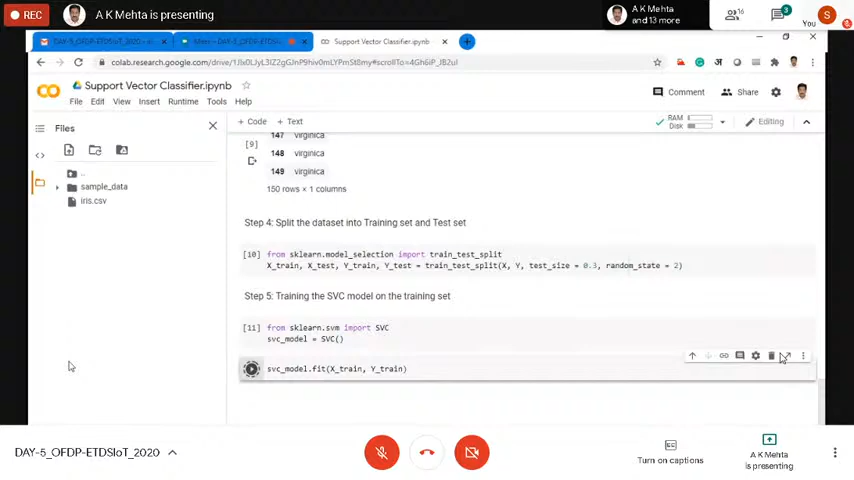 REC
A K Mehta is presenting
A K Mehta
and 13 more
16
3
S
You
DAY-5_OFDP-ETDSIoT_2020
Support Vector Classifier.ipynb
Support Vector Classifier.ipynb
File Edit View Insert Runtime Tools Help
Comment
Share
+ Code + Text
RAM
Disk
Editing
Files
..
sample_data
iris.csv
147 virginica
[9]
148 virginica
149 virginica
150 rows × 1 columns
Step 4: Split the dataset into Training set and Test set
[10] from sklearn.model_selection import train_test_split
X_train, X_test, Y_train, Y_test = train_test_split(X, Y, test_size = 0.3, random_state = 2)
Step 5: Training the SVC model on the training set
[11] from sklearn.svm import SVC
svc_model = SVC()
svc_model.fit(X_train, Y_train)
DAY-5_OFDP-ETDSIoT_2020
Turn on captions
A K Mehta
is presenting